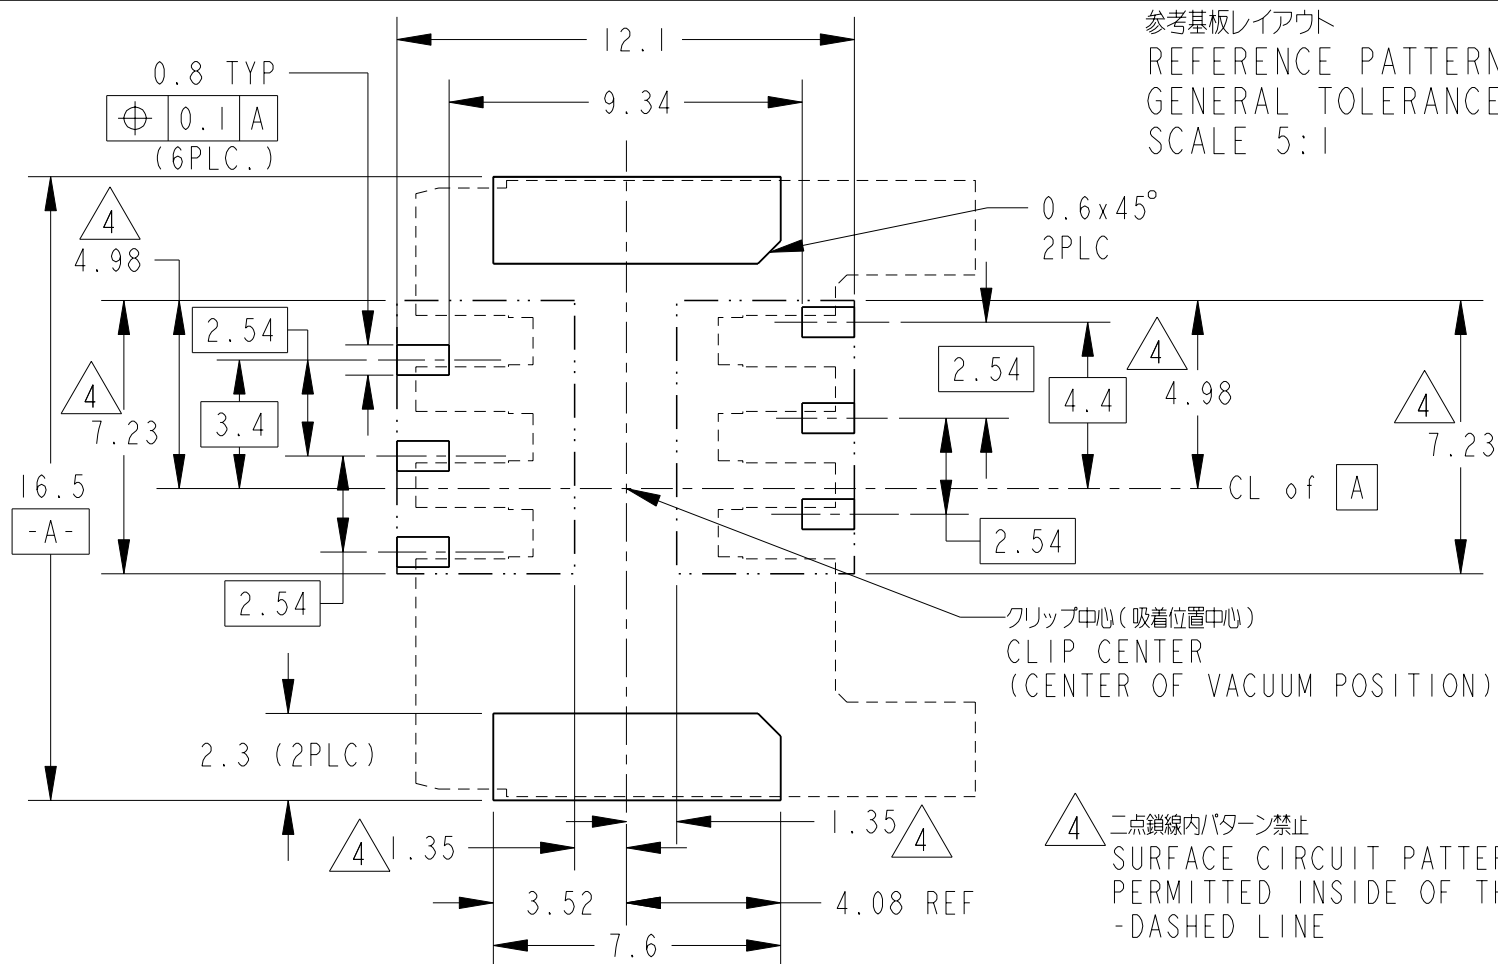 参考基板レイアウト
REFERENCE PATTERN
GENERAL TOLERANCE
SCALE 5:1
12.1
9.34
0.8 TYP
0.1 A
(6PLC.)
0.6x45°
2PLC
4
4.98
2.54
4
7.23
3.4
16.5
-A-
2.54
2.54
4.4
4
4.98
4
7.23
CL of A
2.54
クリップ中心(吸着位置中心)
CLIP CENTER
(CENTER OF VACUUM POSITION)
2.3 (2PLC)
4
1.35
1.35
4
3.52
4.08 REF
7.6
4
二点鎖線内パターン禁止
SURFACE CIRCUIT PATTER
PERMITTED INSIDE OF TH
-DASHED LINE